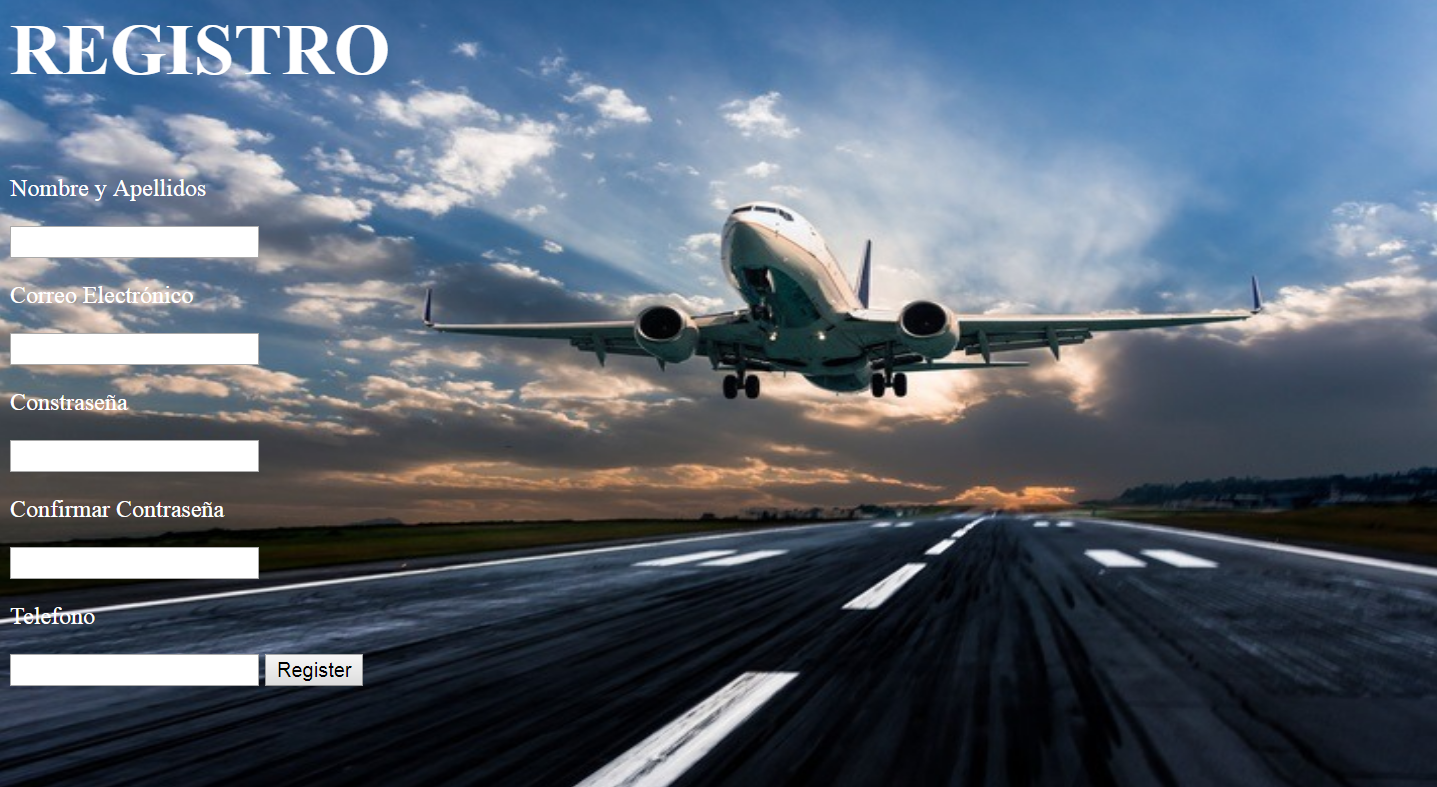 REGISTRO
Nombre y Apellidos
Correo Electrónico
Constraseña
Confirmar Contraseña
Telefono
Register